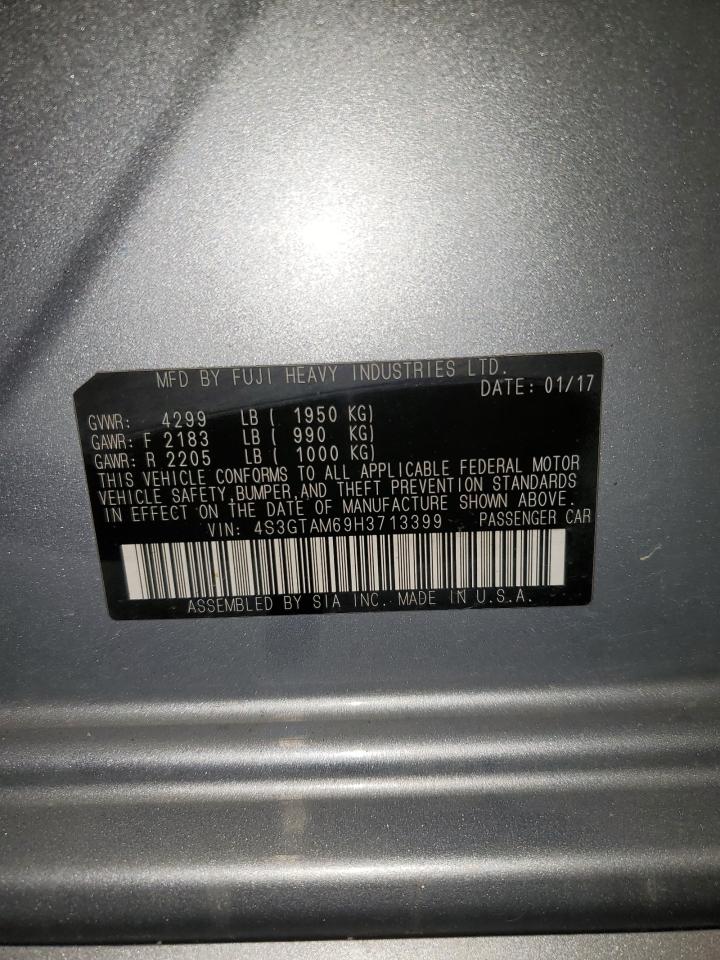 MFD BY FUJI HEAVY INDUSTRIES LTD.
DATE: 01/17
GVWR: 4299 LB ( 1950 KG)
GAWR: F 2183 LB ( 990 KG)
GAWR: R 2205 LB ( 1000 KG)
THIS VEHICLE CONFORMS TO ALL APPLICABLE FEDERAL MOTOR
VEHICLE SAFETY,BUMPER,AND THEFT PREVENTION STANDARDS
IN EFFECT ON THE DATE OF MANUFACTURE SHOWN ABOVE.
VIN: 4S3GTAM69H3713399 PASSENGER CAR
ASSEMBLED BY SIA INC. MADE IN U.S.A.